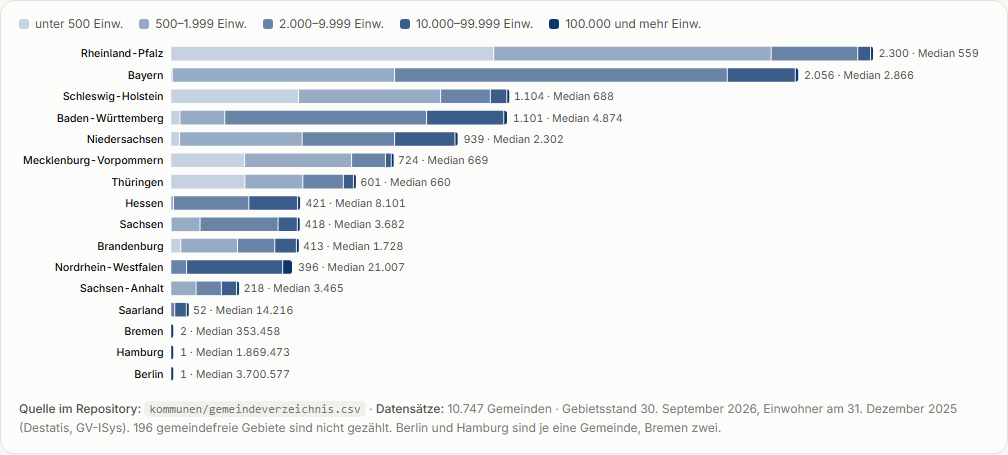 unter 500 Einw. 500–1.999 Einw. 2.000–9.999 Einw. 10.000–99.999 Einw. 100.000 und mehr Einw.
Rheinland-Pfalz 2.300 · Median 559
Bayern 2.056 · Median 2.866
Schleswig-Holstein 1.104 · Median 688
Baden-Württemberg 1.101 · Median 4.874
Niedersachsen 939 · Median 2.302
Mecklenburg-Vorpommern 724 · Median 669
Thüringen 601 · Median 660
Hessen 421 · Median 8.101
Sachsen 418 · Median 3.682
Brandenburg 413 · Median 1.728
Nordrhein-Westfalen 396 · Median 21.007
Sachsen-Anhalt 218 · Median 3.465
Saarland 52 · Median 14.216
Bremen 2 · Median 353.458
Hamburg 1 · Median 1.869.473
Berlin 1 · Median 3.700.577
Quelle im Repository: kommunen/gemeindeverzeichnis.csv · Datensätze: 10.747 Gemeinden · Gebietsstand 30. September 2026, Einwohner am 31. Dezember 2025
(Destatis, GV-ISys). 196 gemeindefreie Gebiete sind nicht gezählt. Berlin und Hamburg sind je eine Gemeinde, Bremen zwei.